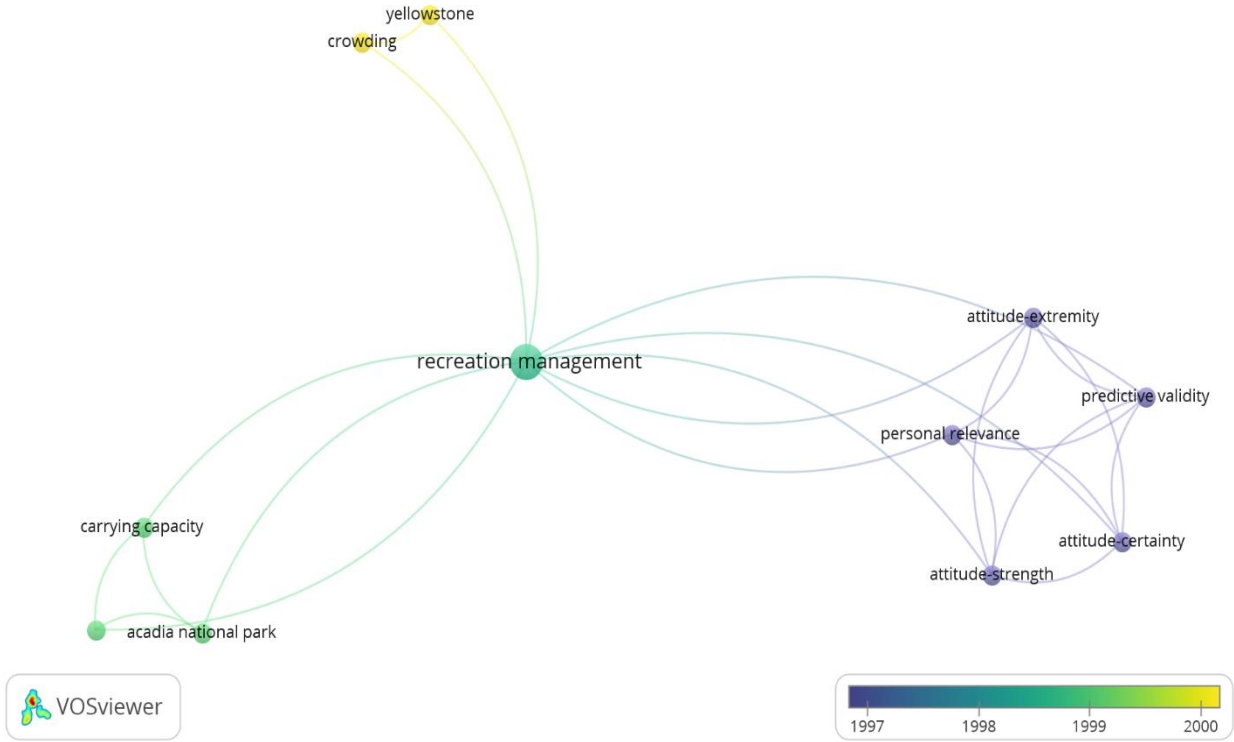 yellowstone
crowding
attitude-extremity
recreation management
predictive validity
personal relevance
carrying capacity
attitude-certainty
attitude-strength
acadia national park
VOSviewer
1997 1998 1999 2000